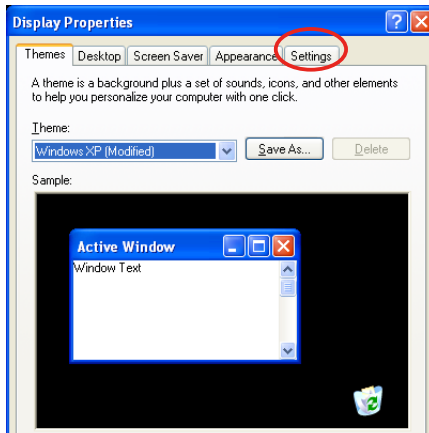 Display Properties
Themes Desktop Screen Saver Appearance Settings
A theme is a background plus a set of sounds, icons, and other elements
to help you personalize your computer with one click.
Theme:
Windows XP (Modified) Save As... Delete
Sample:
Active Window
Window Text